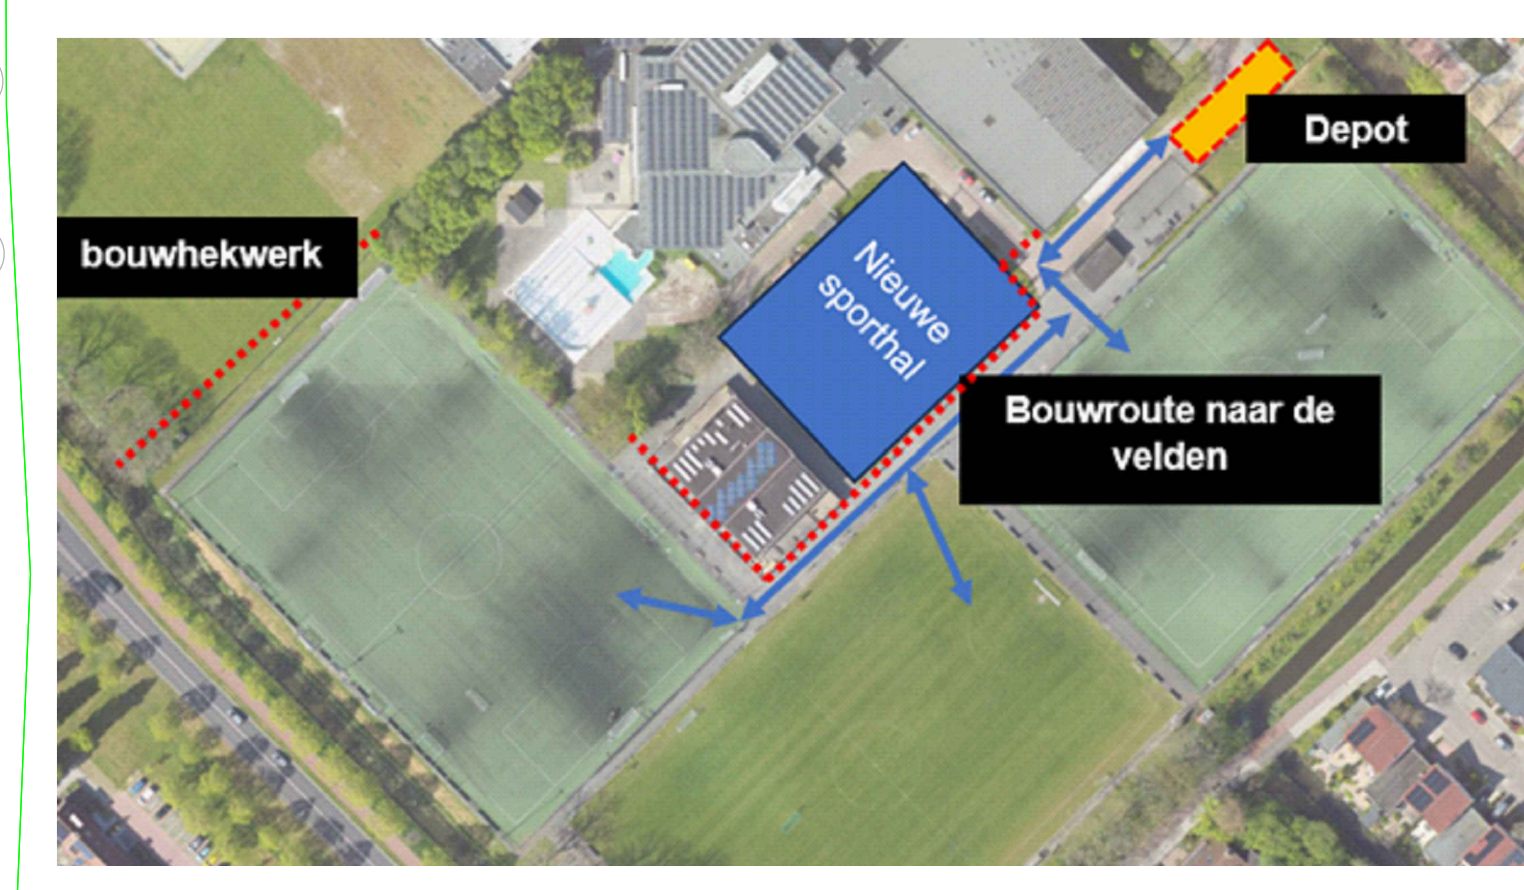 Depot
bouwhekwerk
Nieuwe
sporthal
Bouwroute naar de
velden